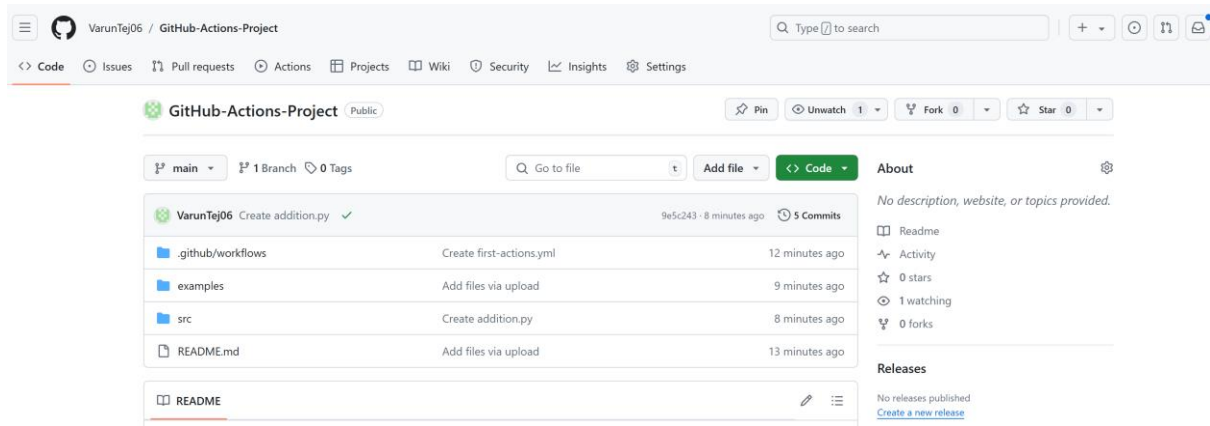 VarunTej06 / GitHub-Actions-Project
Type / to search
Code Issues Pull requests Actions Projects Wiki Security Insights Settings
GitHub-Actions-Project Public
Pin Unwatch 1 Fork 0 Star 0
main 1 Branch 0 Tags Go to file t Add file Code
About
No description, website, or topics provided.
VarunTej06 Create addition.py 9e5c243 · 8 minutes ago 5 Commits
.github/workflows Create first-actions.yml 12 minutes ago
examples Add files via upload 9 minutes ago
src Create addition.py 8 minutes ago
README.md Add files via upload 13 minutes ago
Readme
Activity
0 stars
1 watching
0 forks
Releases
No releases published
Create a new release
README